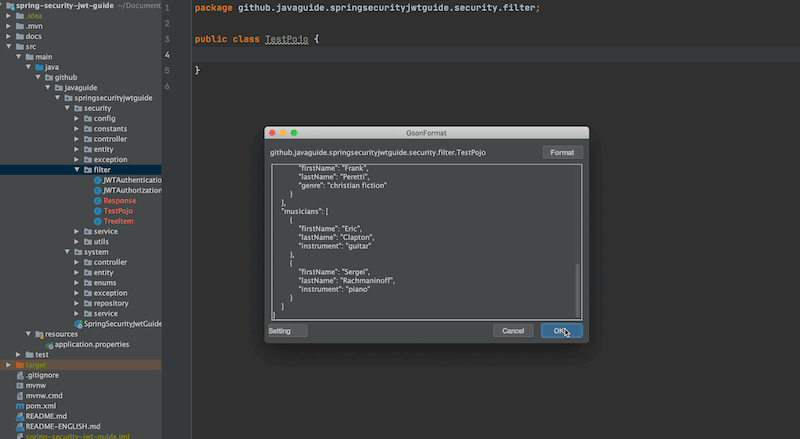 spring-security-jwt-guide ~/Document
.idea
.mvn
docs
src
main
java
github
javaguide
springsecurityjwtguide
security
config
constants
controller
entity
exception
filter
JWTAuthenticatio
JWTAuthorization
Response
TestPojo
TreeItem
service
utils
system
controller
entity
enums
exception
repository
service
SpringSecurityJwtGuide
resources
application.properties
test
target
.gitignore
mvnw
mvnw.cmd
pom.xml
README.md
README-ENGLISH.md
spring-security-jwt-guide.iml
1 package github.javaguide.springsecurityjwtguide.security.filter;
2
3 public class TestPojo {
4
5 }
6
GsonFormat
github.javaguide.springsecurityjwtguide.security.filter.TestPojo Format
"firstName": "Frank",
"lastName": "Peretti",
"genre": "christian fiction"
}
],
"musicians": [
{
"firstName": "Eric",
"lastName": "Clapton",
"instrument": "guitar"
},
{
"firstName": "Sergei",
"lastName": "Rachmaninoff",
"instrument": "piano"
}
]
}
Setting Cancel OK